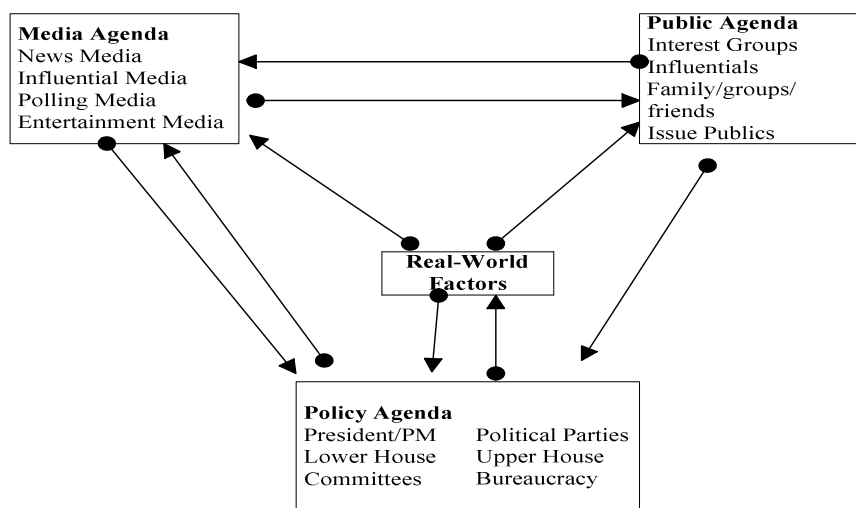 Media Agenda
News Media
Influential Media
Polling Media
Entertainment Media
Public Agenda
Interest Groups
Influentials
Family/groups/
friends
Issue Publics
Real-World
Factors
Policy Agenda
President/PM Political Parties
Lower House Upper House
Committees Bureaucracy